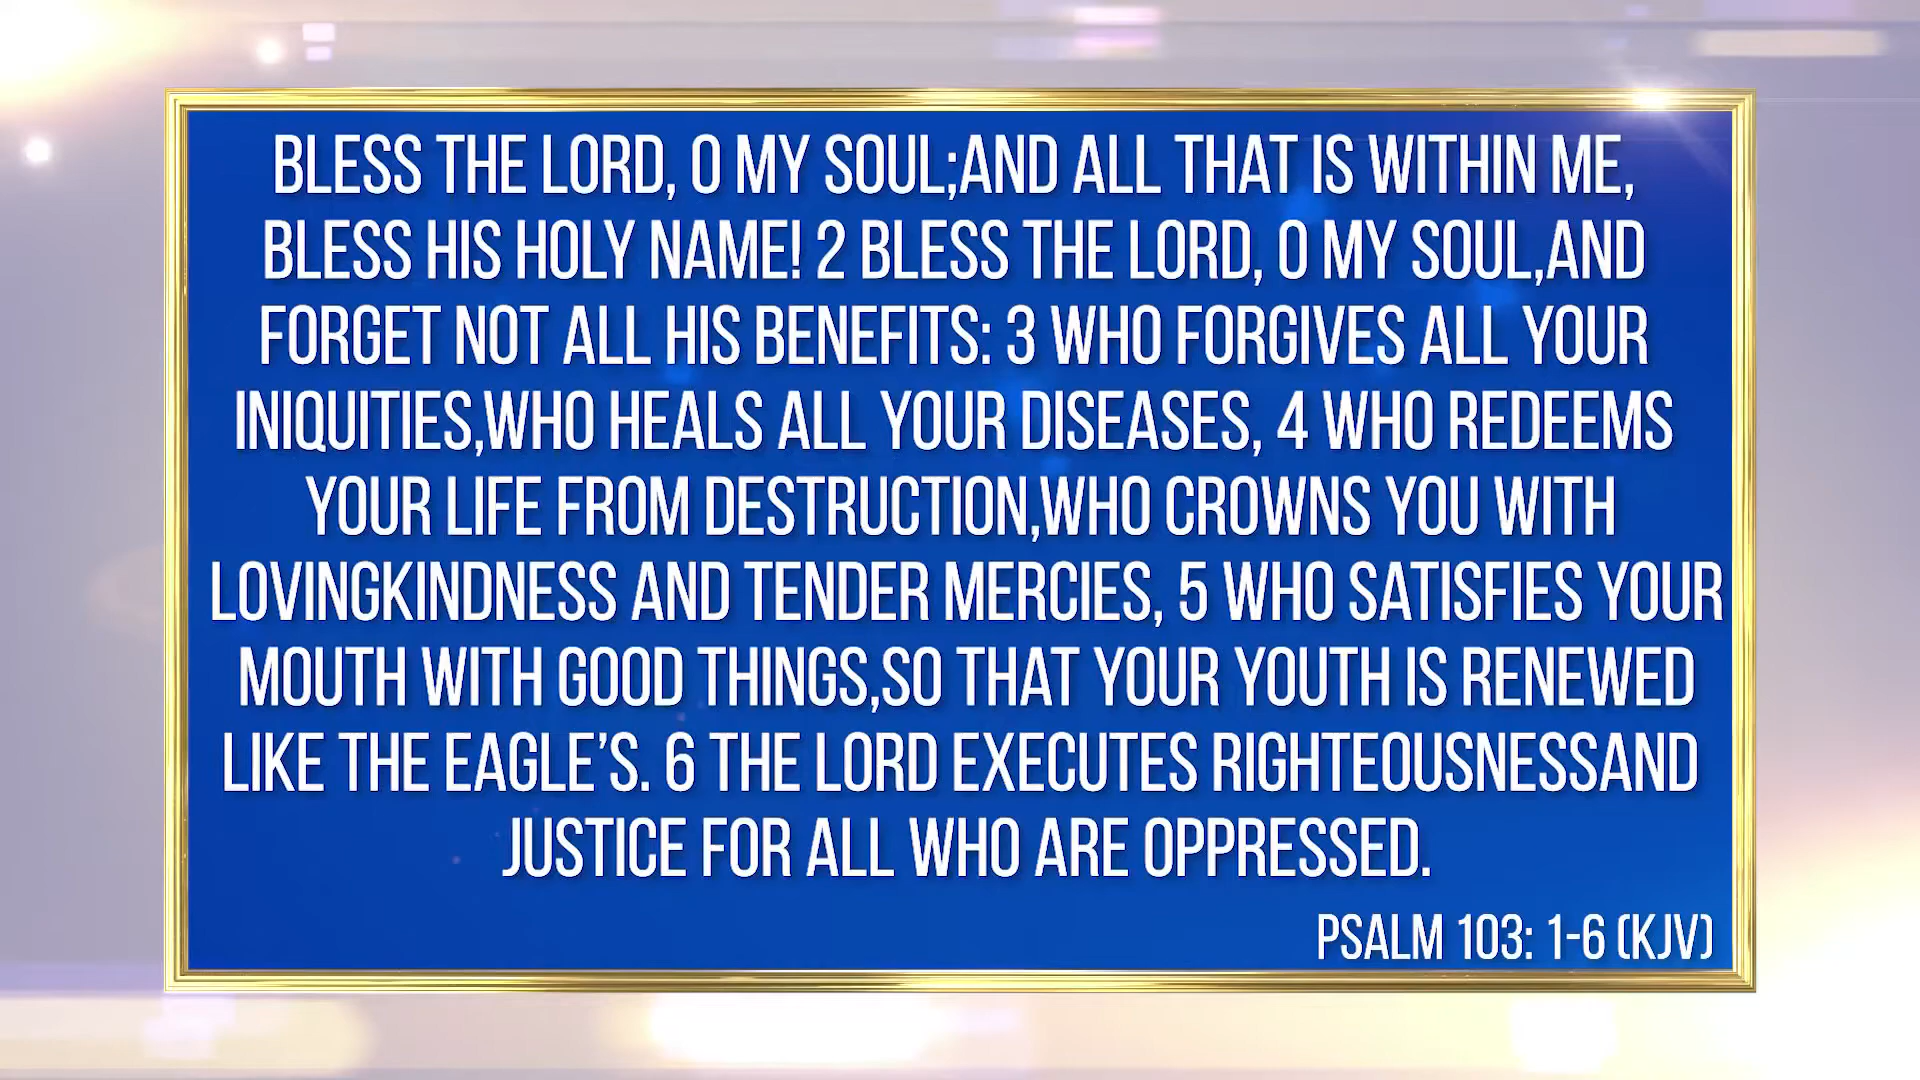 BLESS THE LORD, O MY SOUL;AND ALL THAT IS WITHIN ME,
BLESS HIS HOLY NAME! 2 BLESS THE LORD, O MY SOUL,AND
FORGET NOT ALL HIS BENEFITS: 3 WHO FORGIVES ALL YOUR
INIQUITIES,WHO HEALS ALL YOUR DISEASES, 4 WHO REDEEMS
YOUR LIFE FROM DESTRUCTION,WHO CROWNS YOU WITH
LOVINGKINDNESS AND TENDER MERCIES, 5 WHO SATISFIES YOUR
MOUTH WITH GOOD THINGS,SO THAT YOUR YOUTH IS RENEWED
LIKE THE EAGLE’S. 6 THE LORD EXECUTES RIGHTEOUSNESSAND
JUSTICE FOR ALL WHO ARE OPPRESSED.
PSALM 103: 1-6 (KJV)